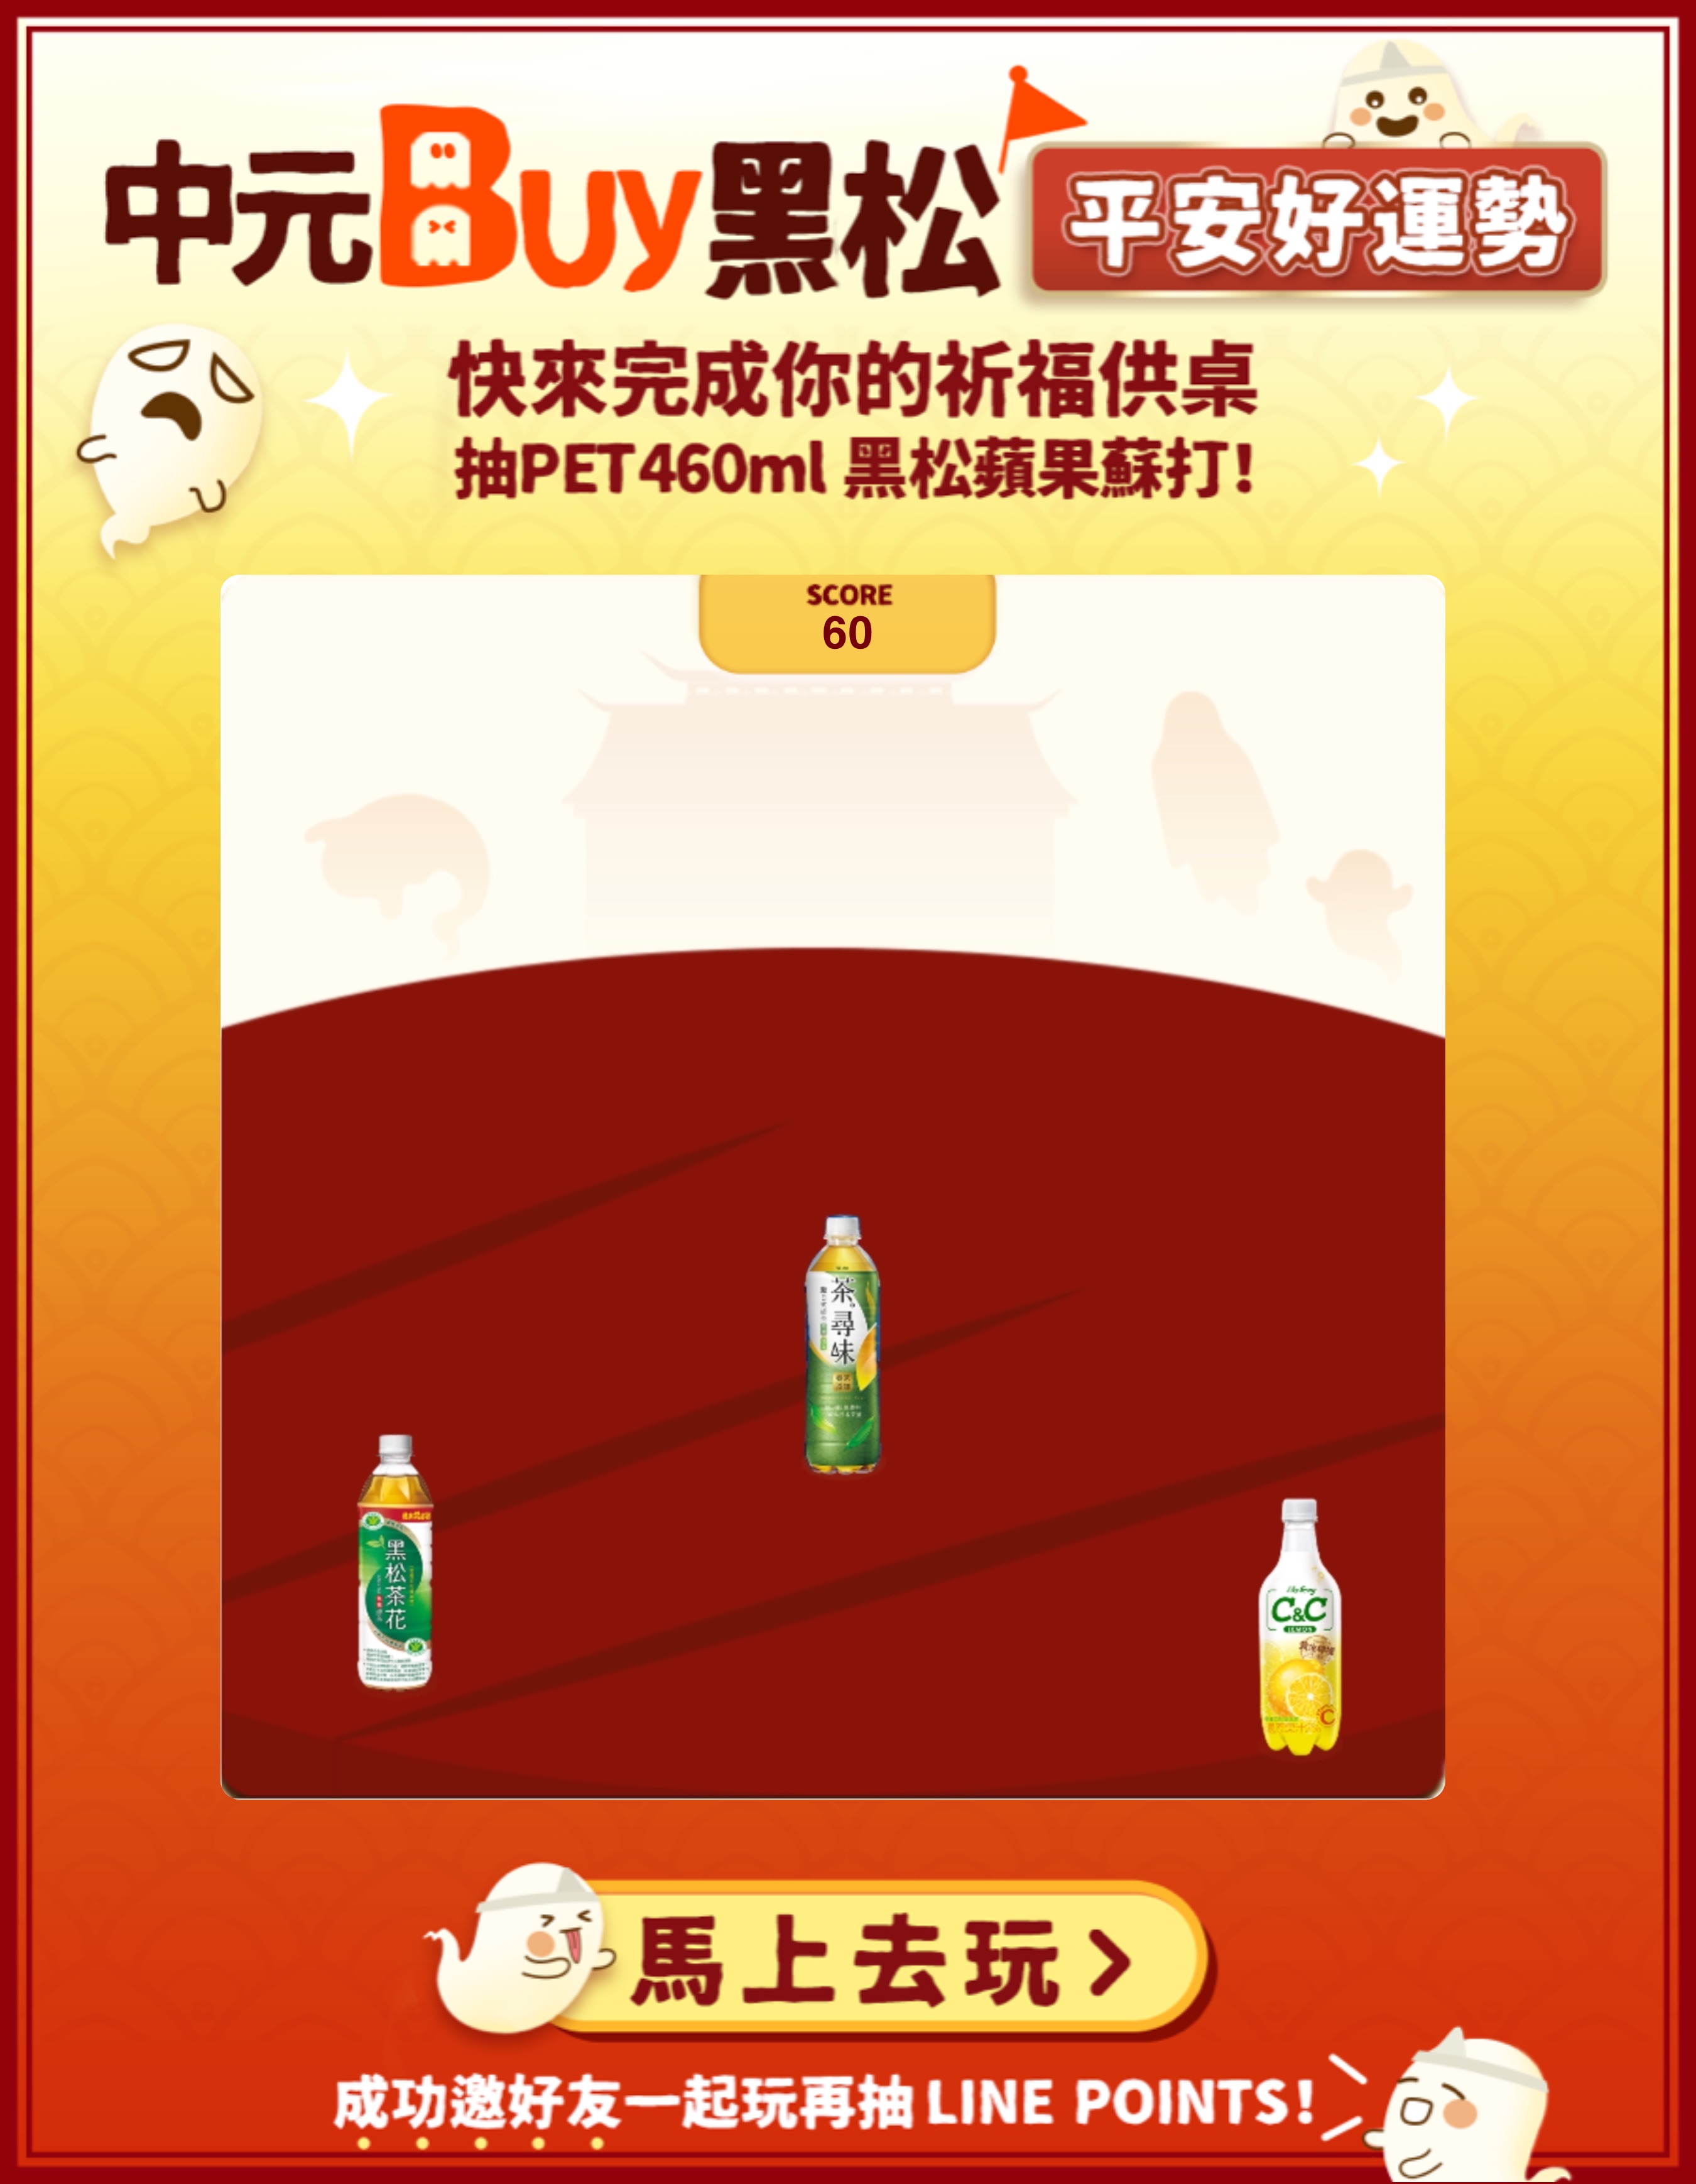 中元Buy黑松
平安好運勢
快來完成你的祈福供桌
抽PET460ml 黑松蘋果蘇打!
SCORE
60
茶尋味
黑松茶花
HeySong
C&C
LEMON
馬上去玩 >
成功邀好友一起玩再抽 LINE POINTS!